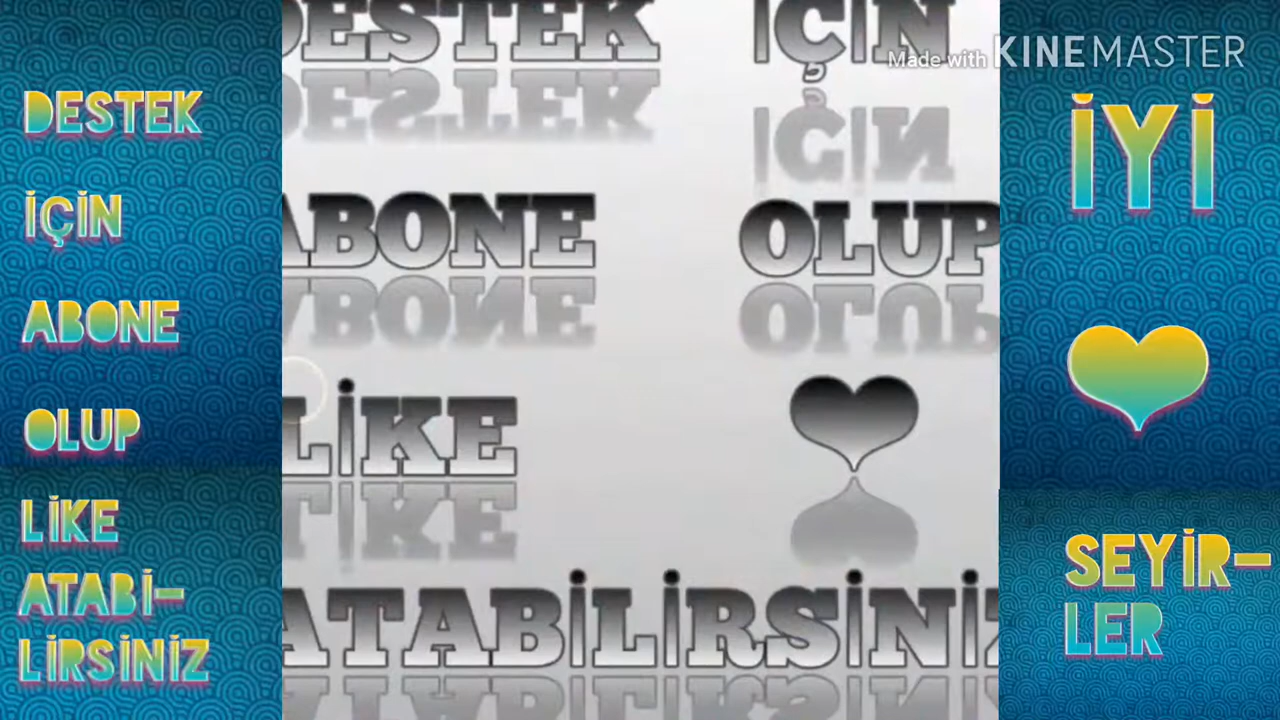 DESTEK
İÇİN
ABONE
OLUP
LİKE
ATABİ-
LİRSİNİZ
DESTEK İÇİN
ABONE OLUP
LİKE
ATABİLİRSİNİZ
Made with KINEMASTER
İYİ
SEYİR-
LER